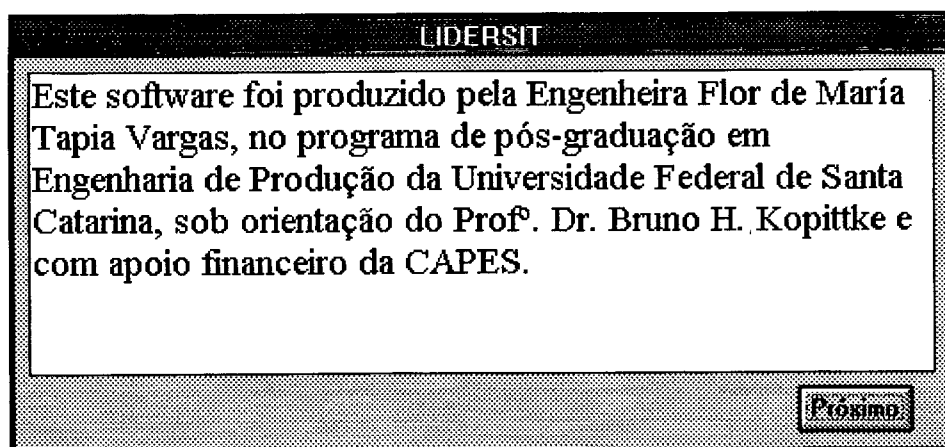 LIDERSIT
Este software foi produzido pela Engenheira Flor de María
Tapia Vargas, no programa de pós-graduação em
Engenharia de Produção da Universidade Federal de Santa
Catarina, sob orientação do Profº. Dr. Bruno H. Kopittke e
com apoio financeiro da CAPES.
Próximo